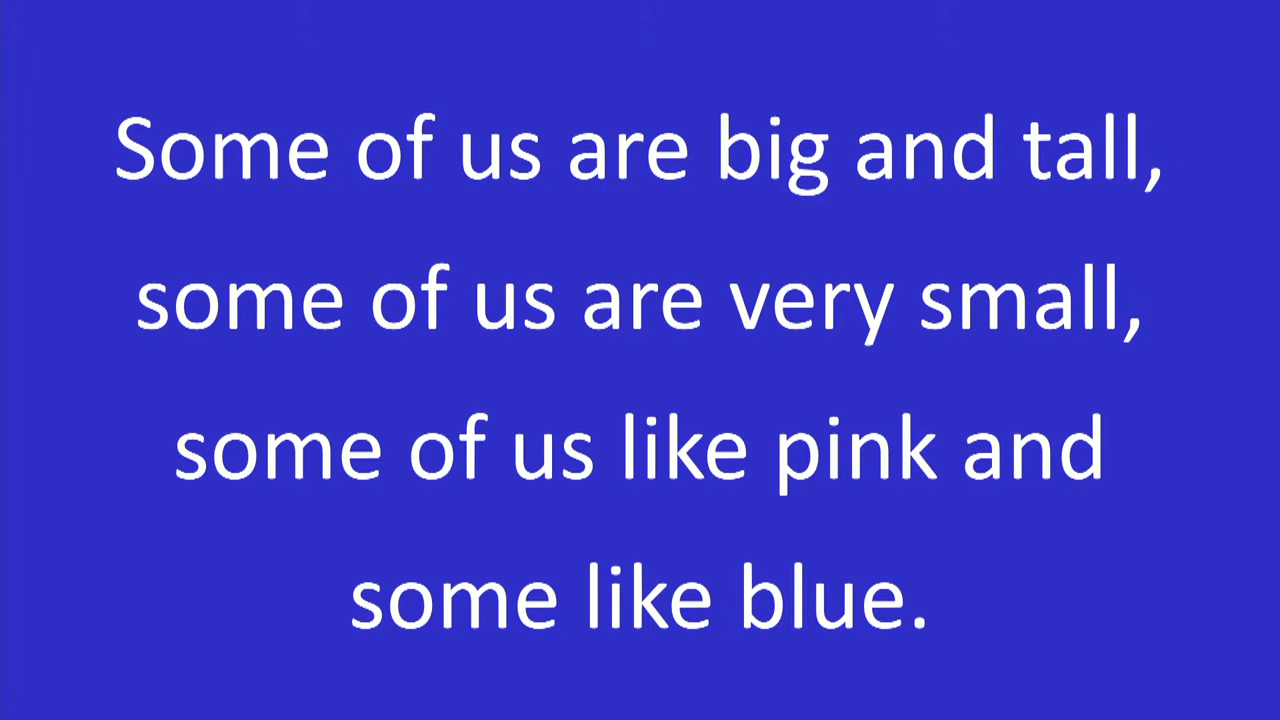 Some of us are big and tall,
some of us are very small,
some of us like pink and
some like blue.